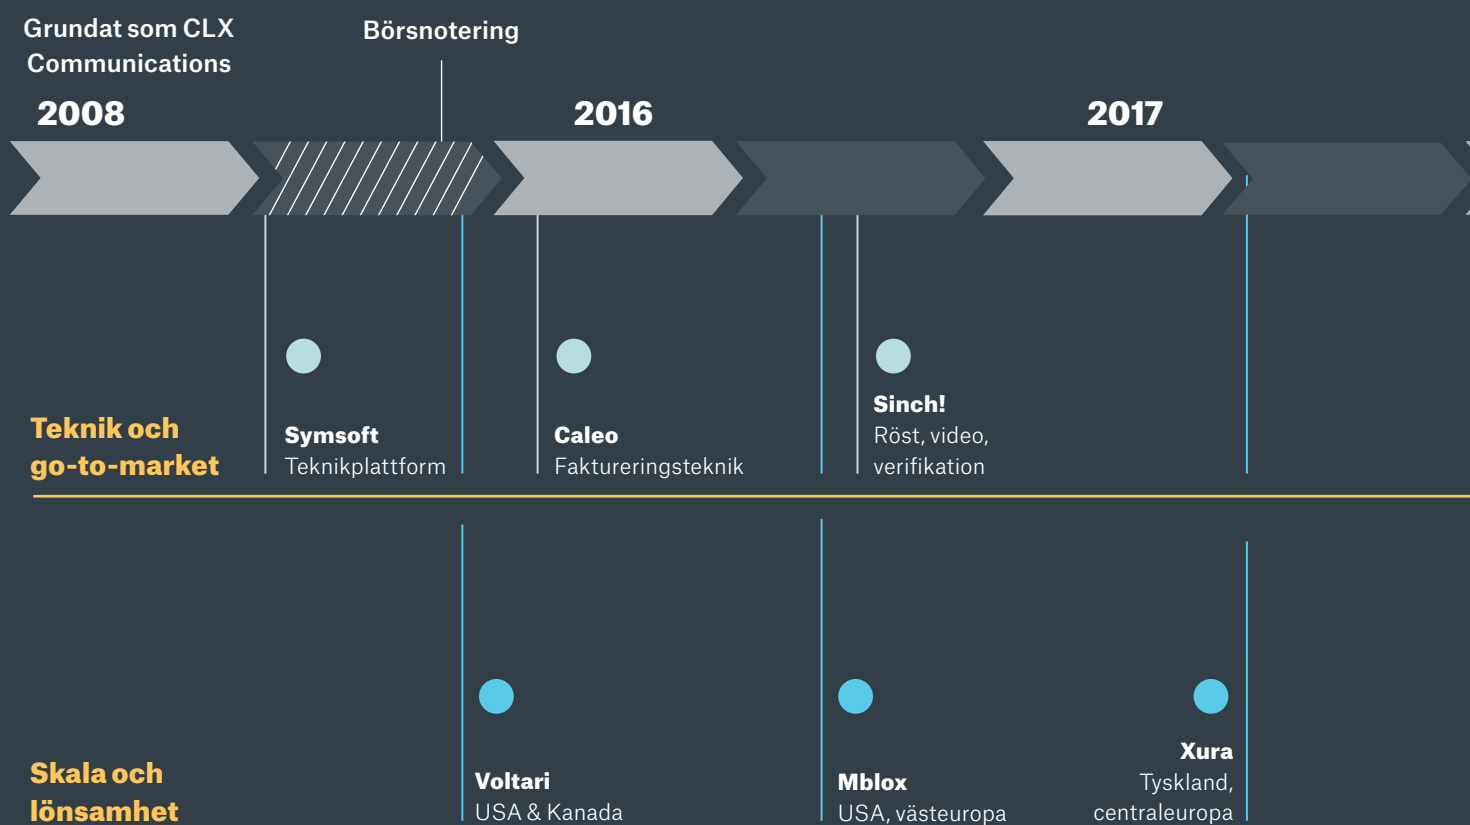 Grundat som CLX
Communications
Börsnotering
2008
2016
2017
Teknik och
go-to-market
Symsoft
Teknikplattform
Caleo
Faktureringsteknik
Sinch!
Röst, video,
verifikation
Skala och
lönsamhet
Voltari
USA & Kanada
Mblox
USA, västeuropa
Xura
Tyskland,
centraleuropa